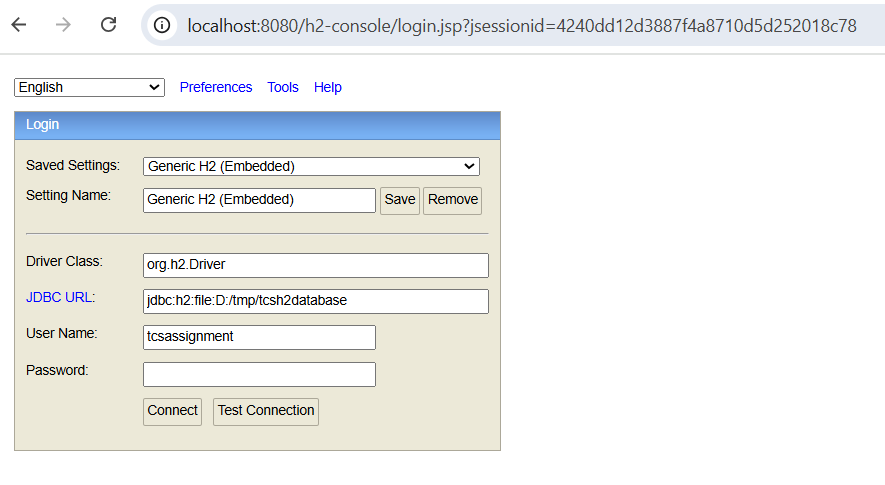 localhost:8080/h2-console/login.jsp?jsessionid=4240dd12d3887f4a8710d5d252018c78
English Preferences Tools Help
Login
Saved Settings: Generic H2 (Embedded)
Setting Name: Generic H2 (Embedded) Save Remove
Driver Class: org.h2.Driver
JDBC URL: jdbc:h2:file:D:/tmp/tcsh2database
User Name: tcsassignment
Password:
Connect Test Connection